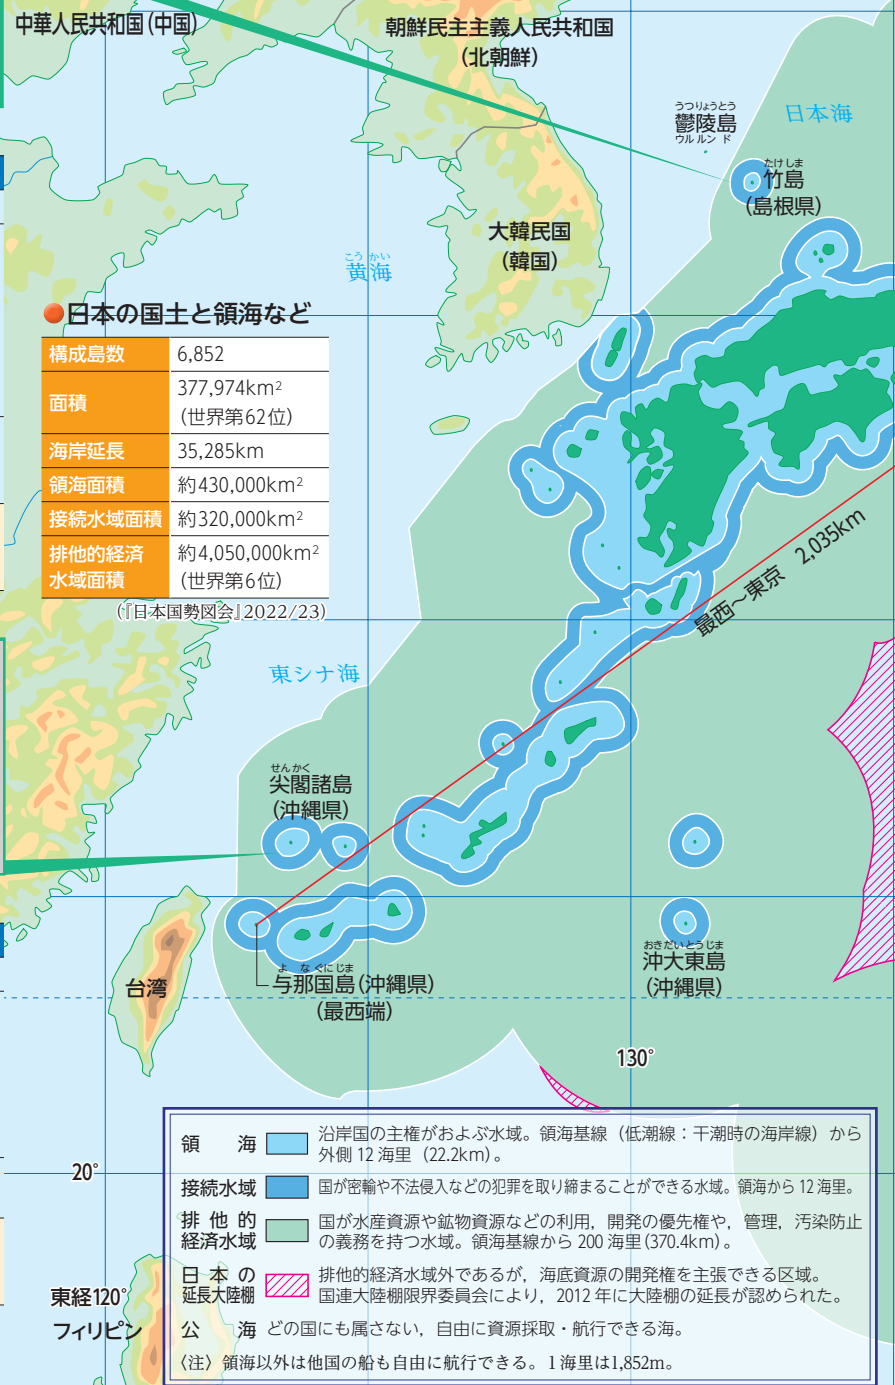 中華人民共和国(中国)
朝鮮民主主義人民共和国
(北朝鮮)
うつりょうとう
鬱陵島
ウルルンド
日本海
たけしま
竹島
(島根県)
大韓民国
(韓国)
こうかい
黄海
●日本の国土と領海など
構成島数 6,852
面積 377,974km²
(世界第62位)
海岸延長 35,285km
領海面積 約430,000km²
接続水域面積 約320,000km²
排他的経済 約4,050,000km²
水域面積 (世界第6位)
(『日本国勢図会』2022/23)
最西〜東京 2,035km
東シナ海
せんかく
尖閣諸島
(沖縄県)
よなぐにじま
与那国島(沖縄県)
(最西端)
おきだいとうじま
沖大東島
(沖縄県)
台湾
130°
20°
東経120°
フィリピン
領海 沿岸国の主権がおよぶ水域。領海基線(低潮線:干潮時の海岸線)から
外側12海里(22.2km)。
接続水域 国が密輸や不法侵入などの犯罪を取り締まることができる水域。領海から12海里。
排他的 国が水産資源や鉱物資源などの利用，開発の優先権や，管理，汚染防止
経済水域 の義務を持つ水域。領海基線から200海里(370.4km)。
日本の 排他的経済水域外であるが，海底資源の開発権を主張できる区域。
延長大陸棚 国連大陸棚限界委員会により，2012年に大陸棚の延長が認められた。
公海 どの国にも属さない，自由に資源採取・航行できる海。
〈注〉領海以外は他国の船も自由に航行できる。1海里は1,852m。